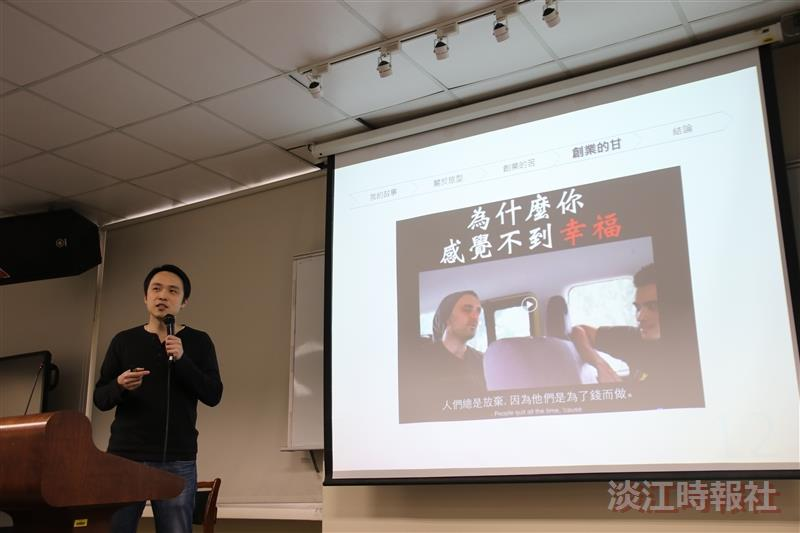 我的故事
關於旅型
創業的苦
創業的甘
結論
為什麼你
感覺不到幸福
人們總是放棄, 因為他們是為了錢而做。
People quit all the time, 'cause
12
淡江時報社